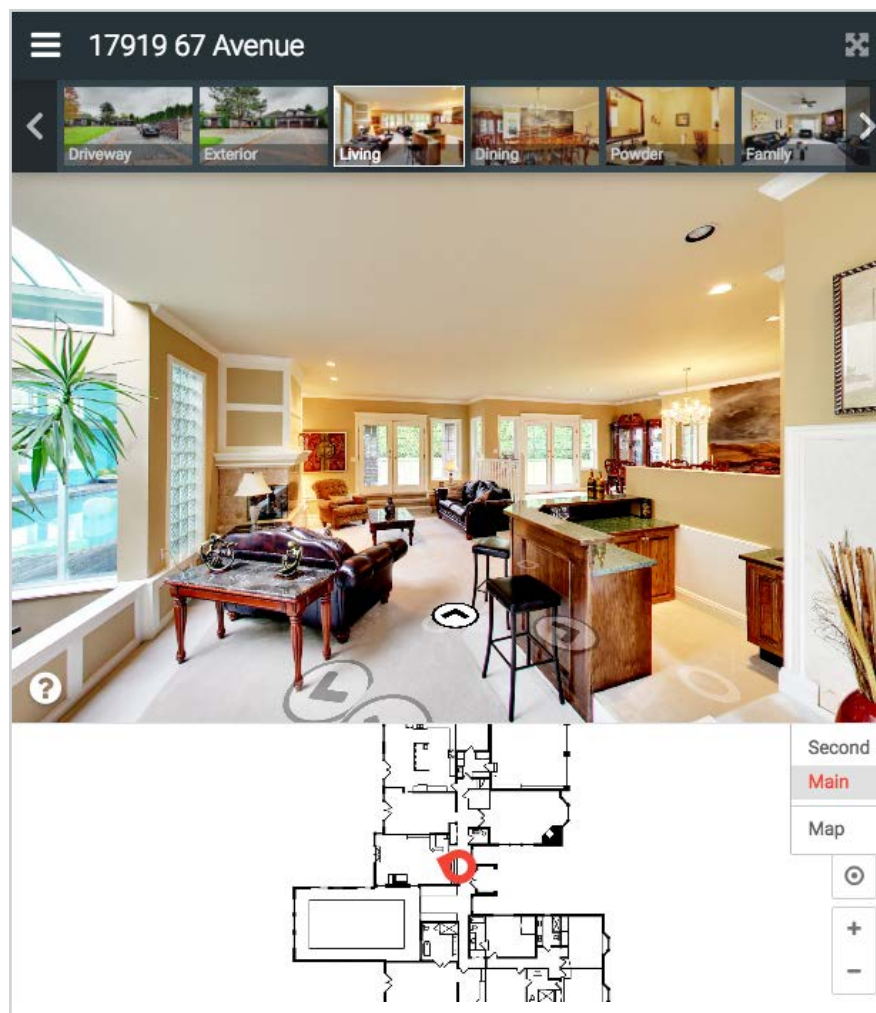 17919 67 Avenue
Driveway
Exterior
Living
Dining
Powder
Family
?
Second
Main
Map
+
−